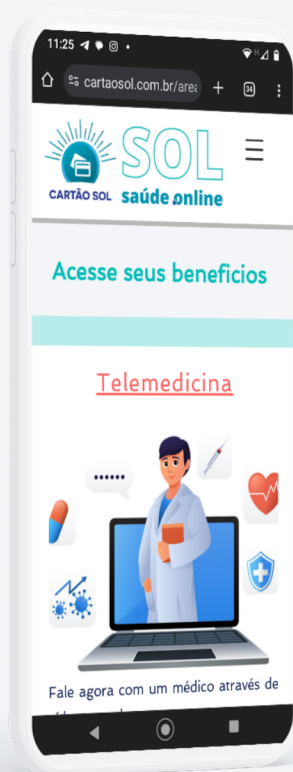 11:25
cartaosol.com.br/area
34
SOL
CARTÃO SOL
saúde online
Acesse seus beneficios
Telemedicina
Fale agora com um médico através de